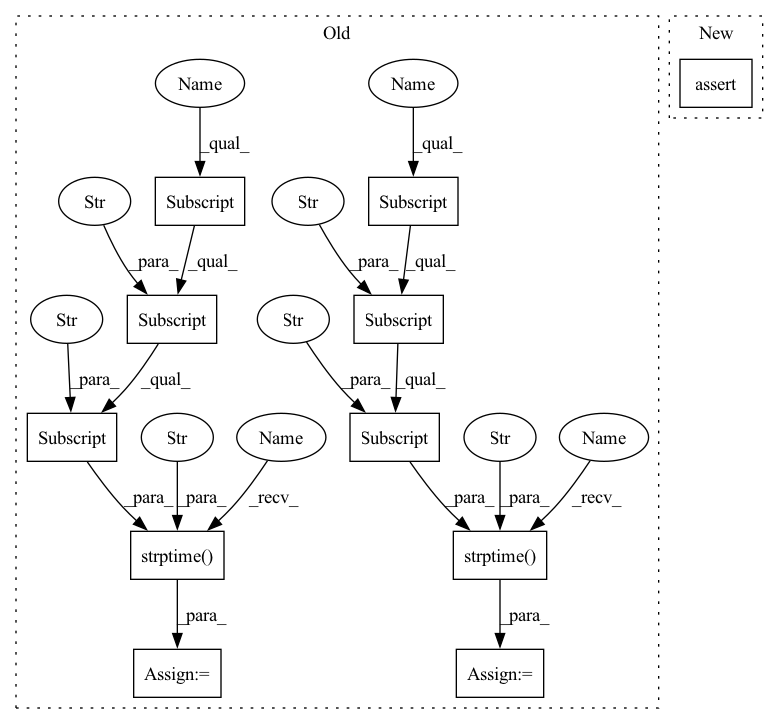 Old
New
Name
Name
assert
_qual_
_qual_
Str
Subscript
Str
Subscript
_para_
_qual_
_para_
_qual_
Str
Subscript
Str
Subscript
_para_
_qual_
_para_
_qual_
Subscript
Str
Name
Subscript
Str
Name
_para_
_para_
_recv_
_para_
_para_
_recv_
strptime()
strptime()
_para_
_para_
Assign:=
Assign:=